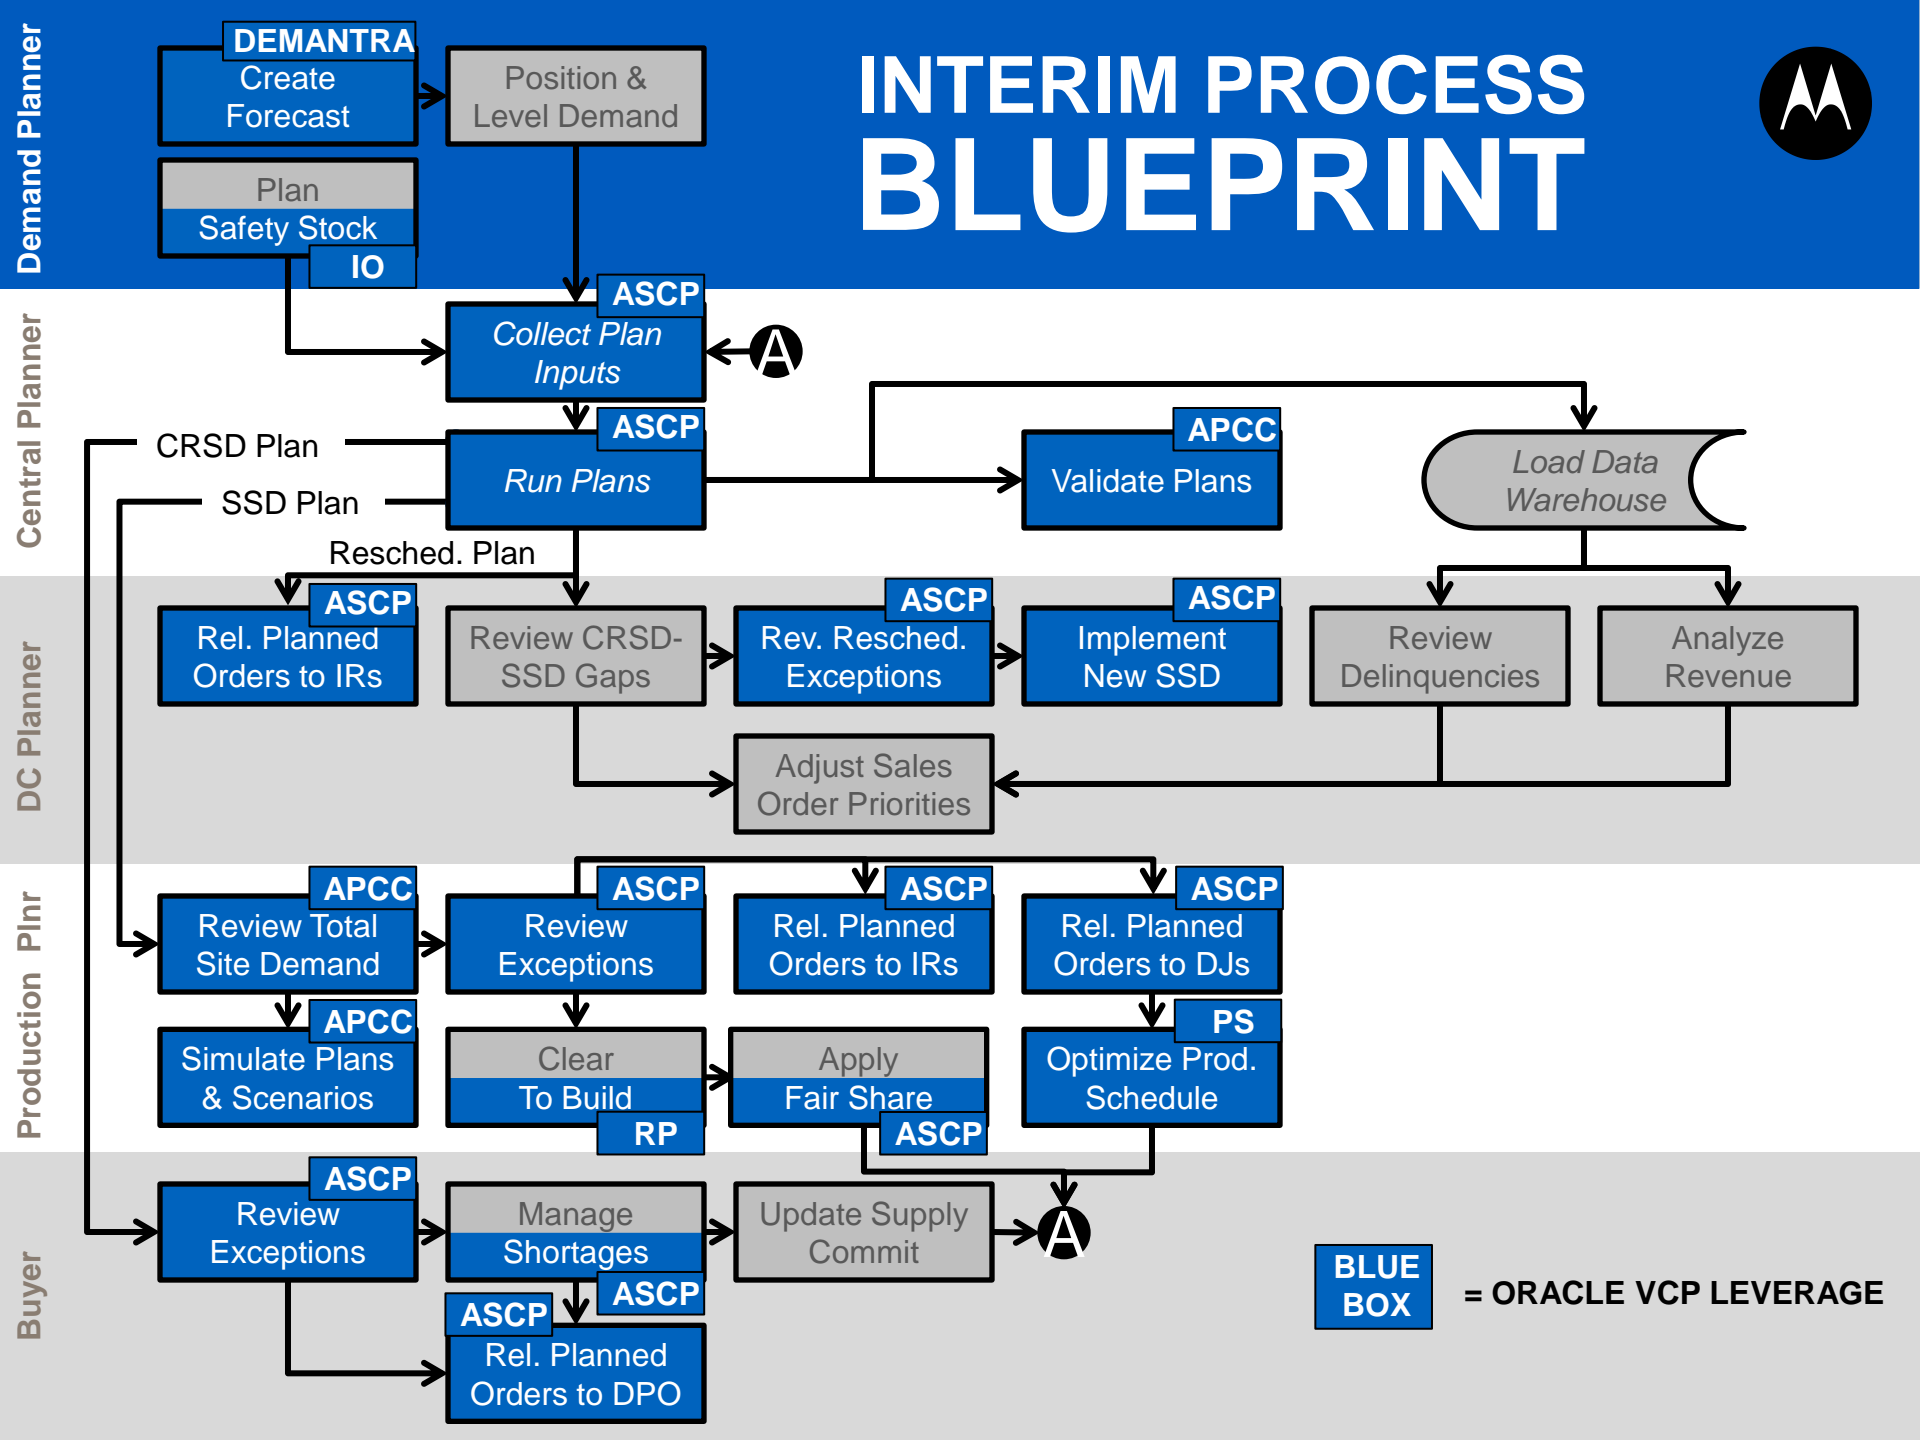 INTERIM PROCESS
BLUEPRINT
Demand Planner
DEMANTRA
Create
Forecast
Position &
Level Demand
Plan
Safety Stock
IO
Central Planner
ASCP
Collect Plan
Inputs
A
CRSD Plan
SSD Plan
ASCP
Run Plans
Resched. Plan
APCC
Validate Plans
Load Data
Warehouse
DC Planner
ASCP
Rel. Planned
Orders to IRs
Review CRSD-
SSD Gaps
ASCP
Rev. Resched.
Exceptions
ASCP
Implement
New SSD
Review
Delinquencies
Analyze
Revenue
Adjust Sales
Order Priorities
Production Plnr
APCC
Review Total
Site Demand
ASCP
Review
Exceptions
ASCP
Rel. Planned
Orders to IRs
ASCP
Rel. Planned
Orders to DJs
APCC
Simulate Plans
& Scenarios
Clear
To Build
RP
Apply
Fair Share
ASCP
PS
Optimize Prod.
Schedule
Buyer
ASCP
Review
Exceptions
Manage
Shortages
ASCP
Update Supply
Commit
A
ASCP
Rel. Planned
Orders to DPO
BLUE
BOX
= ORACLE VCP LEVERAGE